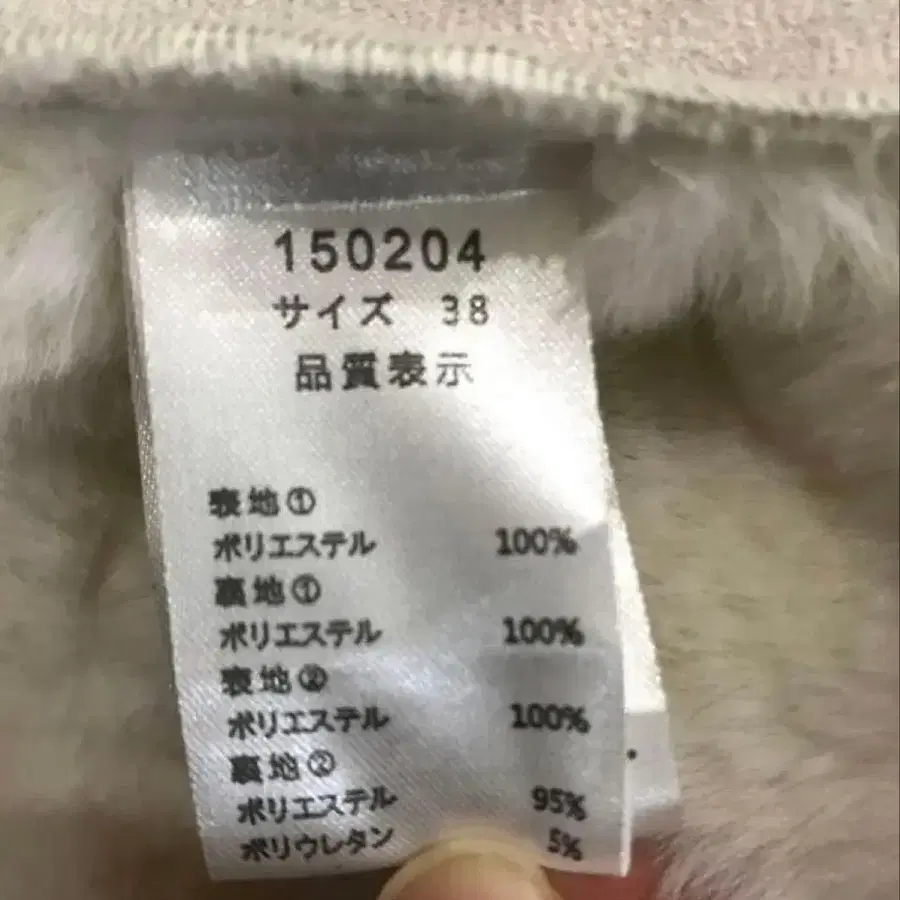 150204
サイズ 38
品質表示
表地①
ポリエステル 100%
裏地①
ポリエステル 100%
表地②
ポリエステル 100%
裏地②
ポリエステル 95%
ポリウレタン 5%